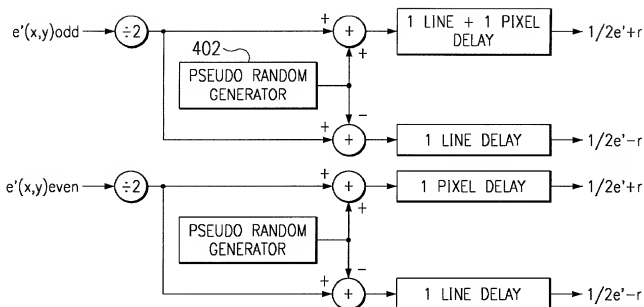 e'(x,y)odd
÷2
+
+
+
1 LINE + 1 PIXEL
DELAY
1/2e'+r
402
PSEUDO RANDOM
GENERATOR
+
−
+
1 LINE DELAY
1/2e'−r
e'(x,y)even
÷2
+
+
+
1 PIXEL DELAY
1/2e'+r
PSEUDO RANDOM
GENERATOR
+
−
+
1 LINE DELAY
1/2e'−r